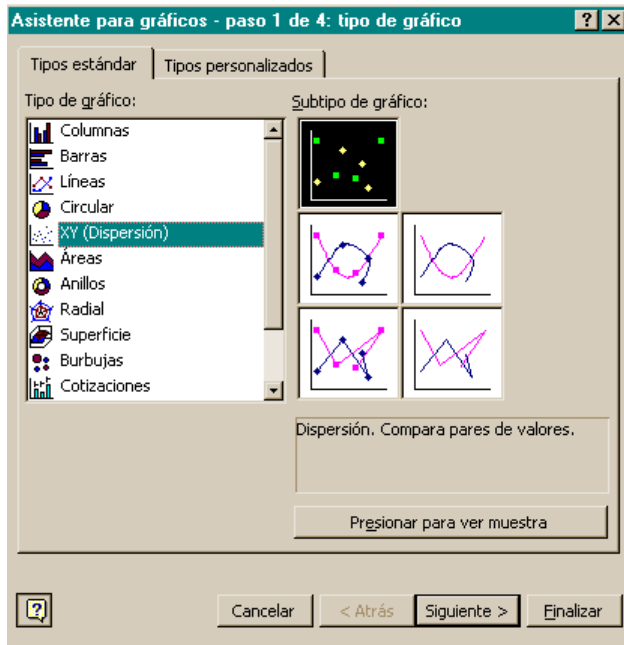 Asistente para gráficos - paso 1 de 4: tipo de gráfico
Tipos estándar
Tipos personalizados
Tipo de gráfico:
Subtipo de gráfico:
Columnas
Barras
Líneas
Circular
XY (Dispersión)
Áreas
Anillos
Radial
Superficie
Burbujas
Cotizaciones
Dispersión. Compara pares de valores.
Presionar para ver muestra
Cancelar
< Atrás
Siguiente >
Finalizar